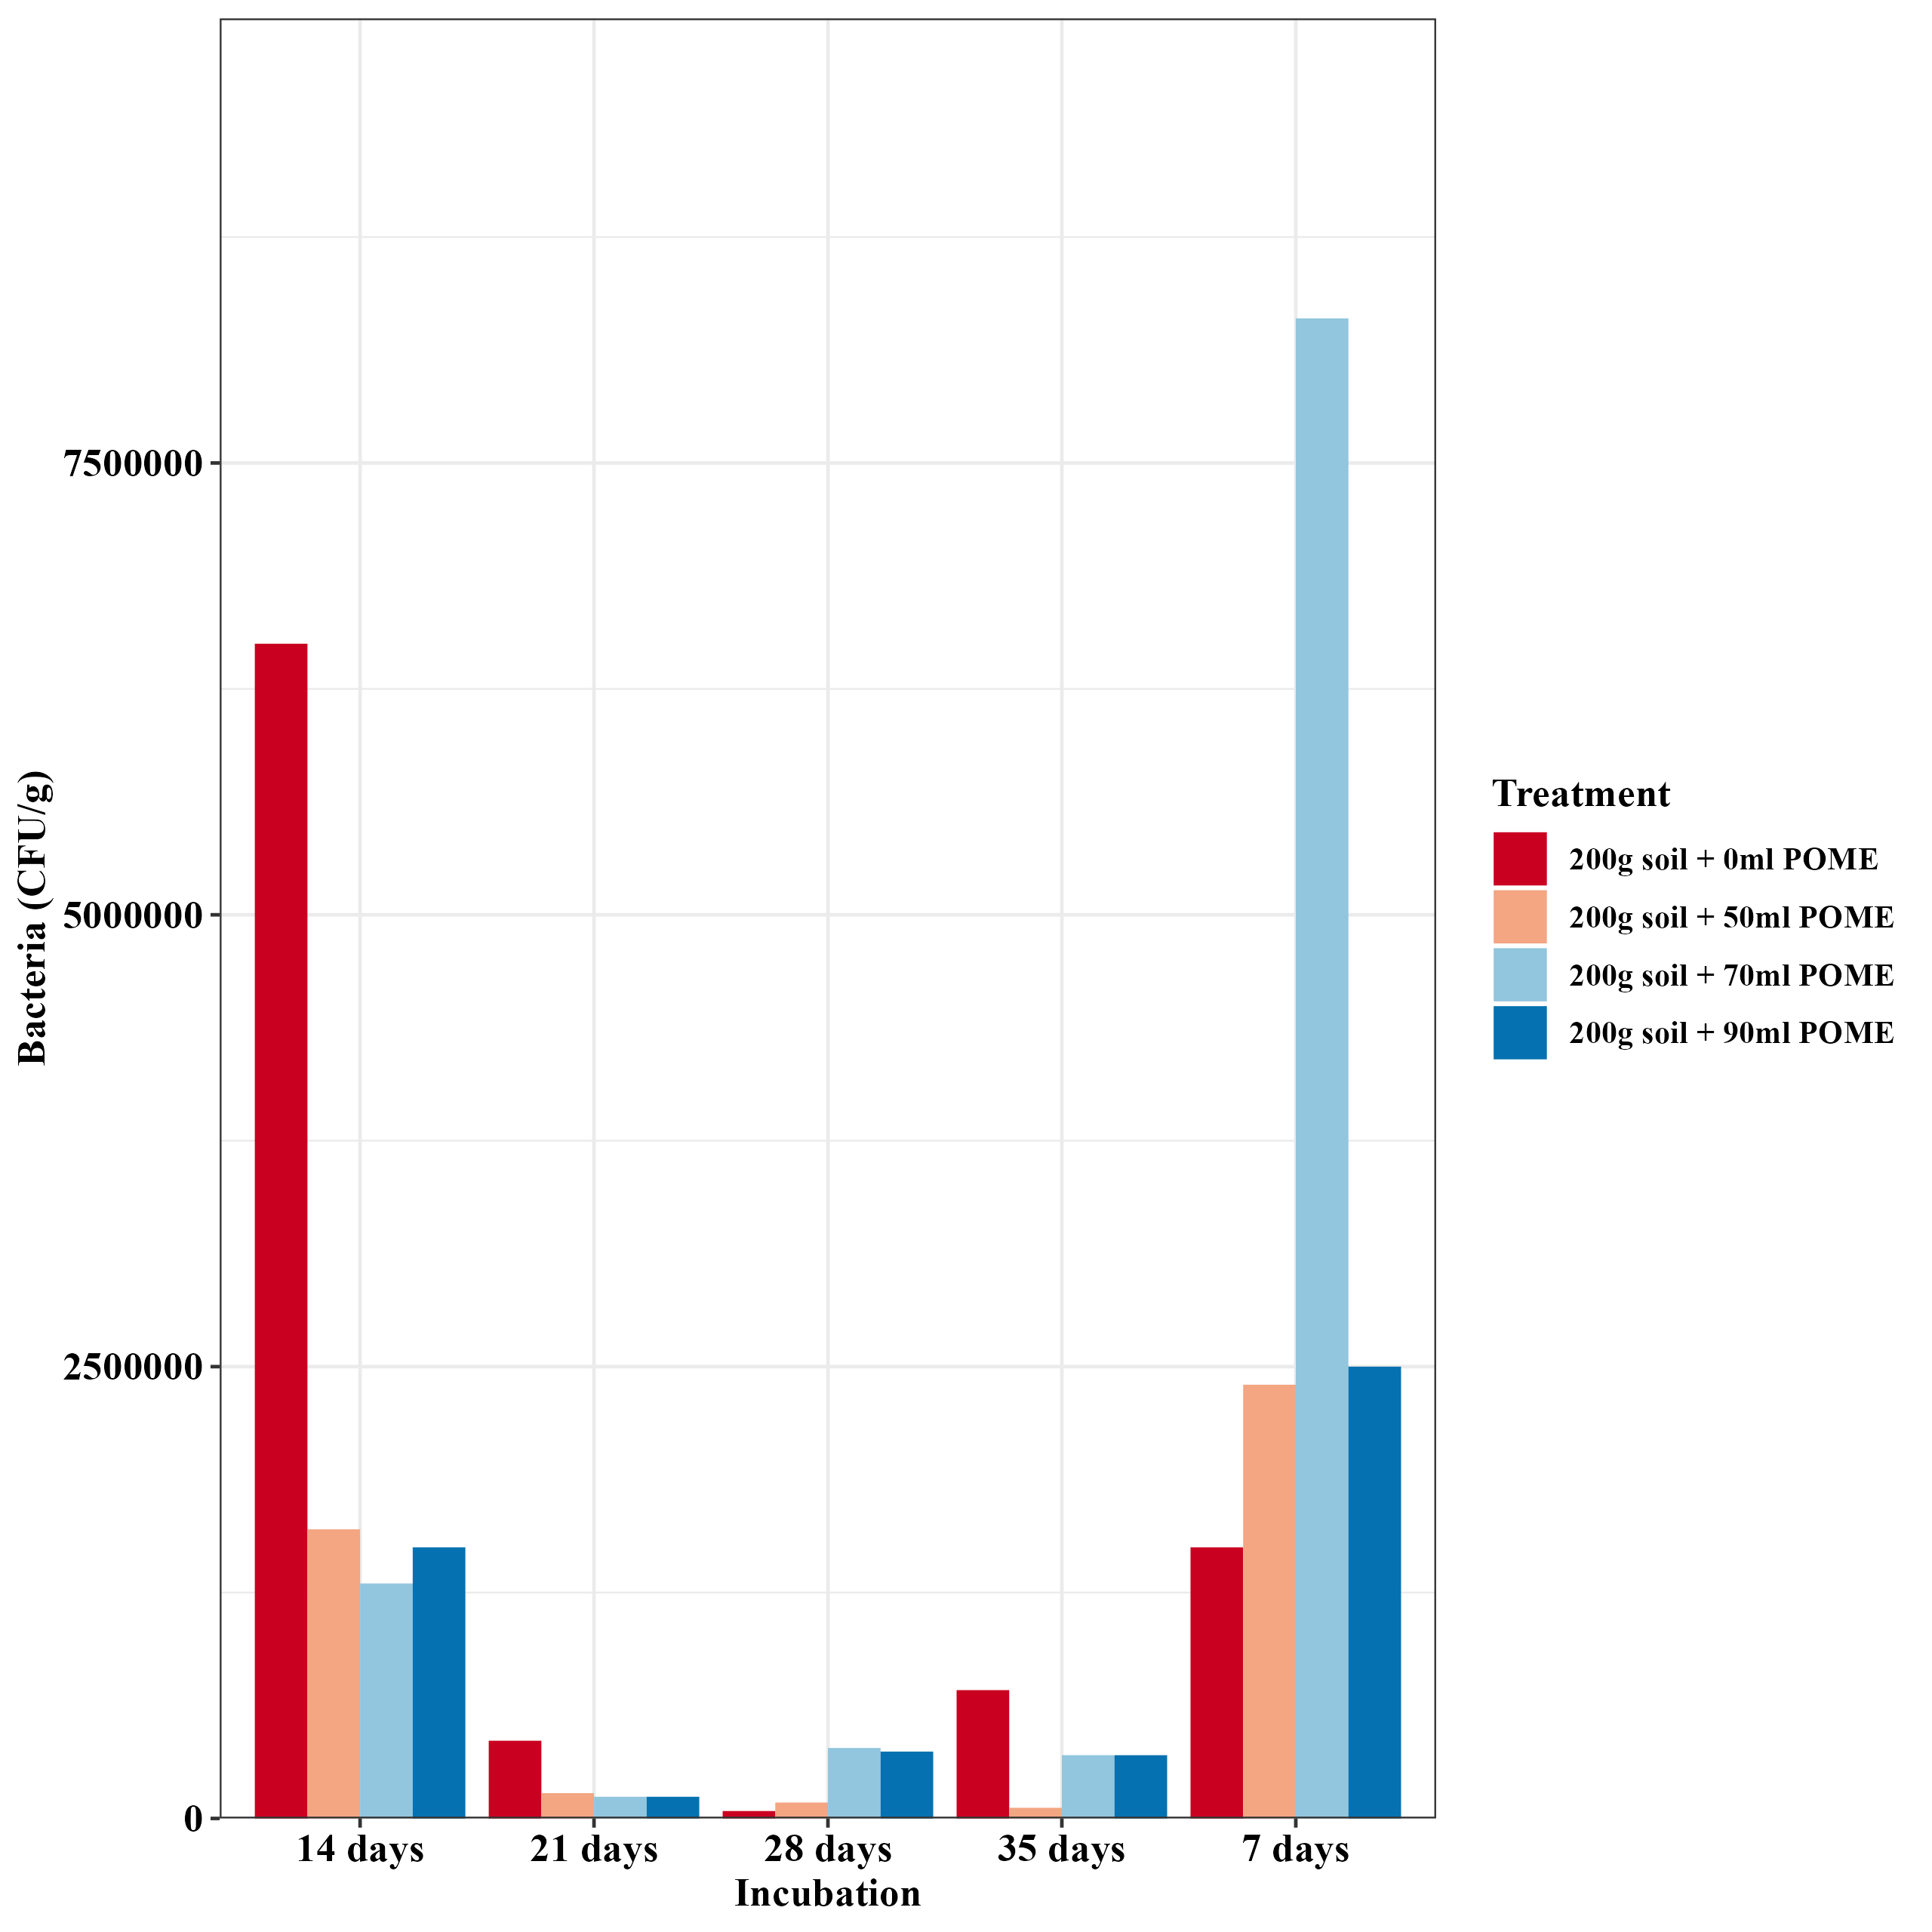 Bacteria (CFU/g)
7500000
5000000
2500000
0
14 days
21 days
28 days
35 days
7 days
Incubation
Treatment
200g soil + 0ml POME
200g soil + 50ml POME
200g soil + 70ml POME
200g soil + 90ml POME